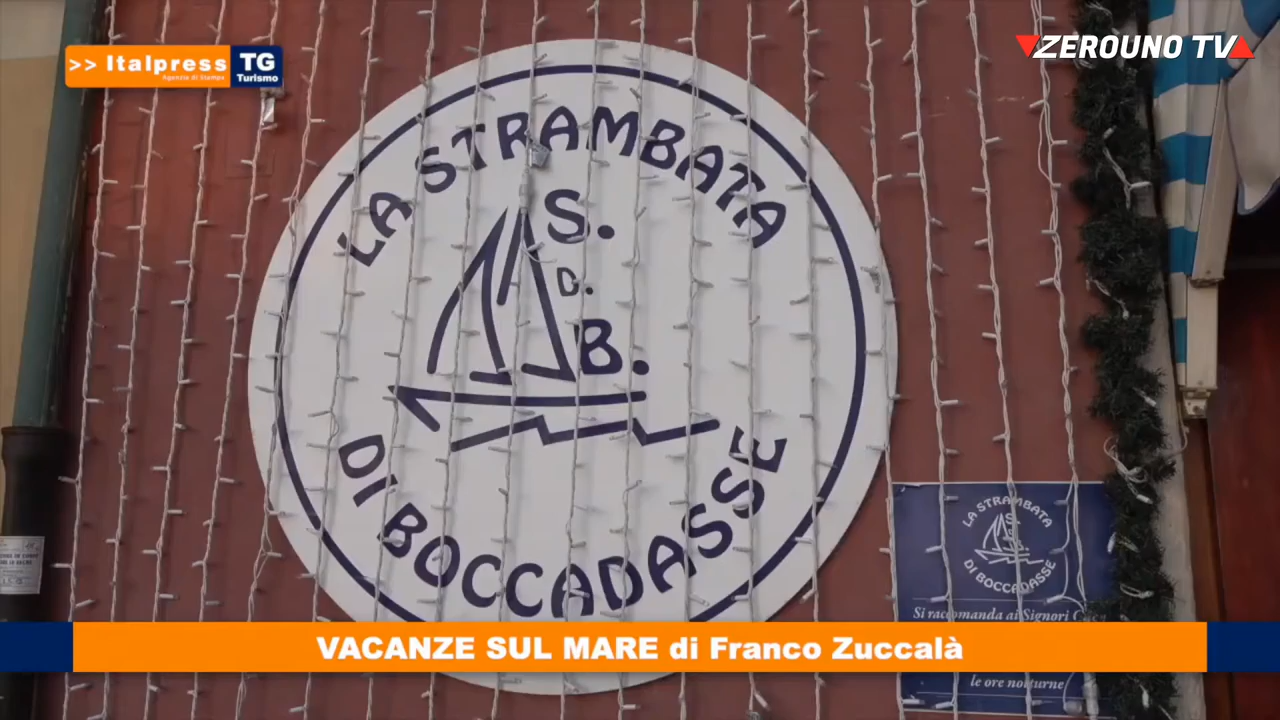 >> Italpress
Agenzia di Stampa
TG
Turismo
ZEROUNO TV
LA STRAMBATA
S.
D.
B.
DI BOCCADASSE
LA STRAMBATA
S.
DI BOCCADASSE
Si raccomanda ai Signori
VACANZE SUL MARE di Franco Zuccalà
le ore notturne